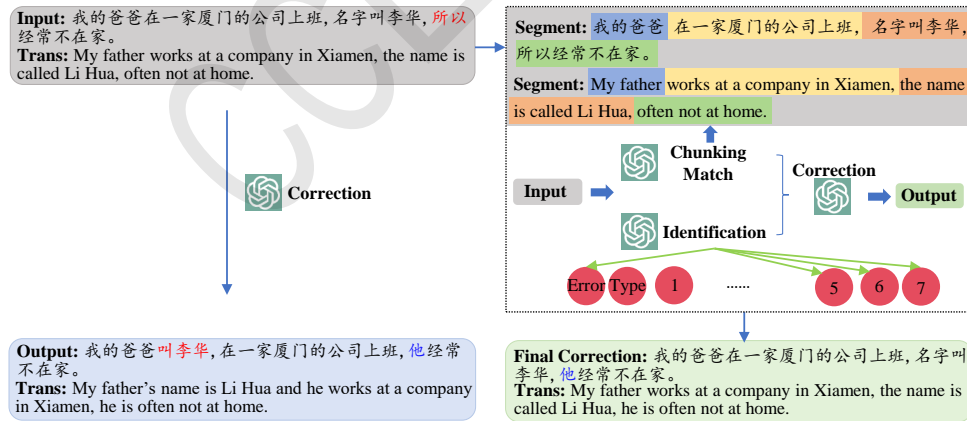 Input: 我的爸爸在一家厦门的公司上班,名字叫李华,所以
经常不在家。
Trans: My father works at a company in Xiamen, the name is
called Li Hua, often not at home.
Correction
Output: 我的爸爸叫李华,在一家厦门的公司上班,他经常
不在家。
Trans: My father's name is Li Hua and he works at a company
in Xiamen, he is often not at home.
Segment: 我的爸爸 在一家厦门的公司上班, 名字叫李华,
所以经常不在家。
Segment: My father works at a company in Xiamen, the name
is called Li Hua, often not at home.
Chunking
Match
Correction
Input
Output
Identification
Error Type 1 ...... 5 6 7
Final Correction: 我的爸爸在一家厦门的公司上班,名字叫
李华,他经常不在家。
Trans: My father works at a company in Xiamen, the name is
called Li Hua, he is often not at home.